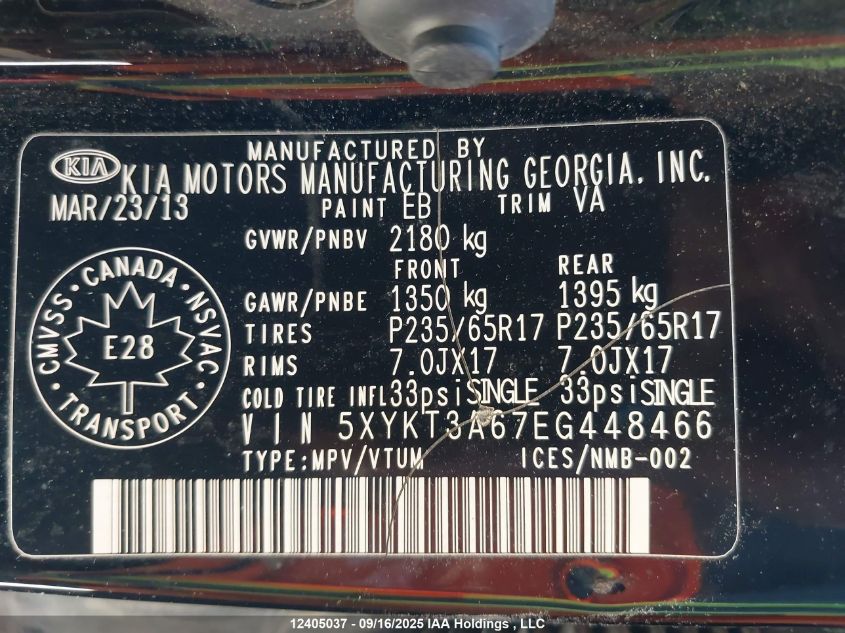 MANUFACTURED BY
KIA KIA MOTORS MANUFACTURING GEORGIA, INC.
MAR/23/13 PAINT EB TRIM VA
GVWR/PNBV 2180 kg
FRONT REAR
GAWR/PNBE 1350 kg 1395 kg
TIRES P235/65R17 P235/65R17
RIMS 7.0JX17 7.0JX17
COLD TIRE INFL 33psi SINGLE 33psi SINGLE
VIN 5XYKT3A67EG448466
TYPE:MPV/VTUM ICES/NMB-002
CMVSS • CANADA • NSVAC • TRANSPORT •
E28
12405037 - 09/16/2025 IAA Holdings , LLC